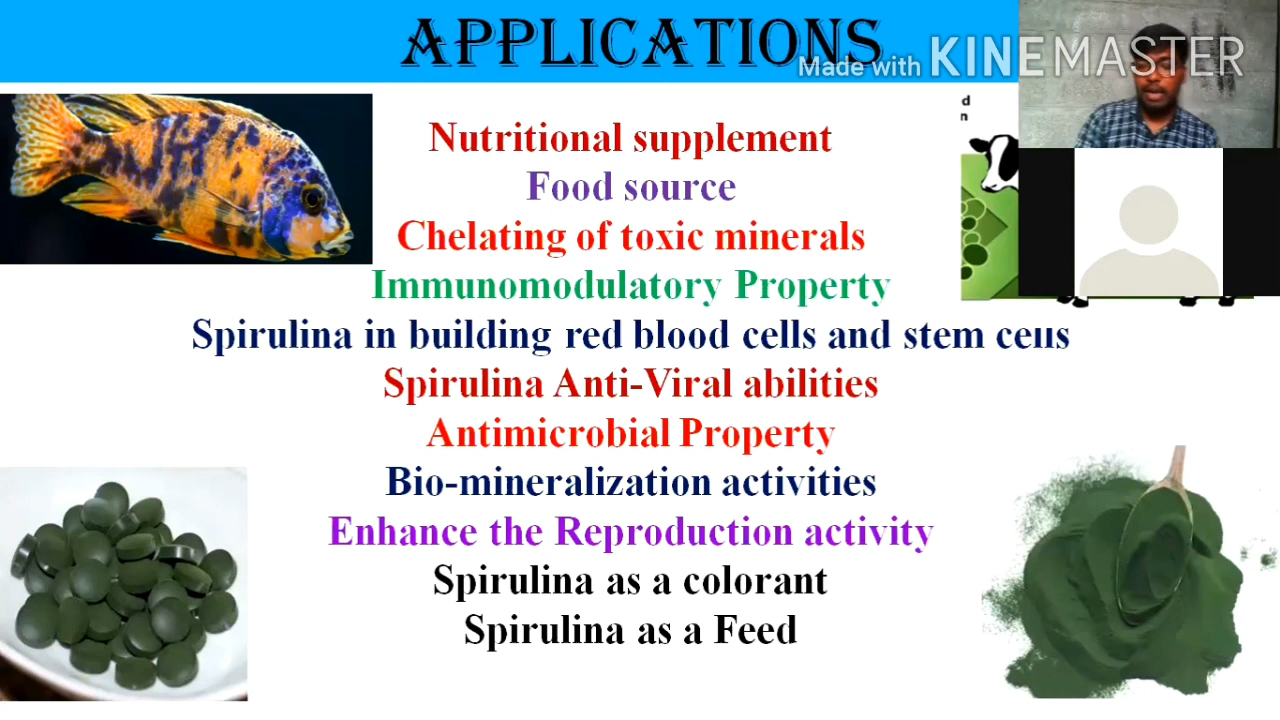 APPLICATIONS
Made with KINEMASTER
d
n
Nutritional supplement
Food source
Chelating of toxic minerals
Immunomodulatory Property
Spirulina in building red blood cells and stem cells
Spirulina Anti-Viral abilities
Antimicrobial Property
Bio-mineralization activities
Enhance the Reproduction activity
Spirulina as a colorant
Spirulina as a Feed